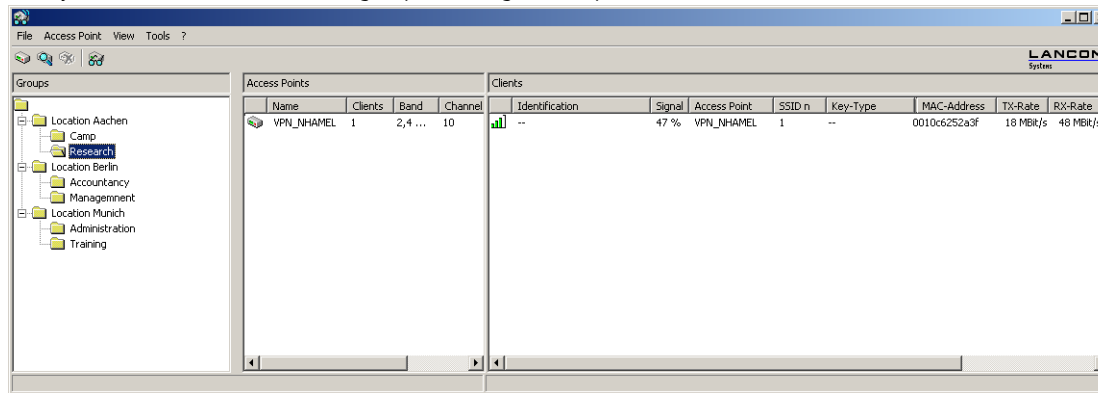 File Access Point View Tools ?
LANCOM
Systems
Groups
Access Points
Clients
Name Clients Band Channel
Identification Signal Access Point SSID n Key-Type MAC-Address TX-Rate RX-Rate
VPN_NHAMEL 1 2,4 ... 10
-- 47 % VPN_NHAMEL 1 -- 0010c6252a3f 18 MBit/s 48 MBit/s
Location Aachen
Camp
Research
Location Berlin
Accountancy
Managemnent
Location Munich
Administration
Training